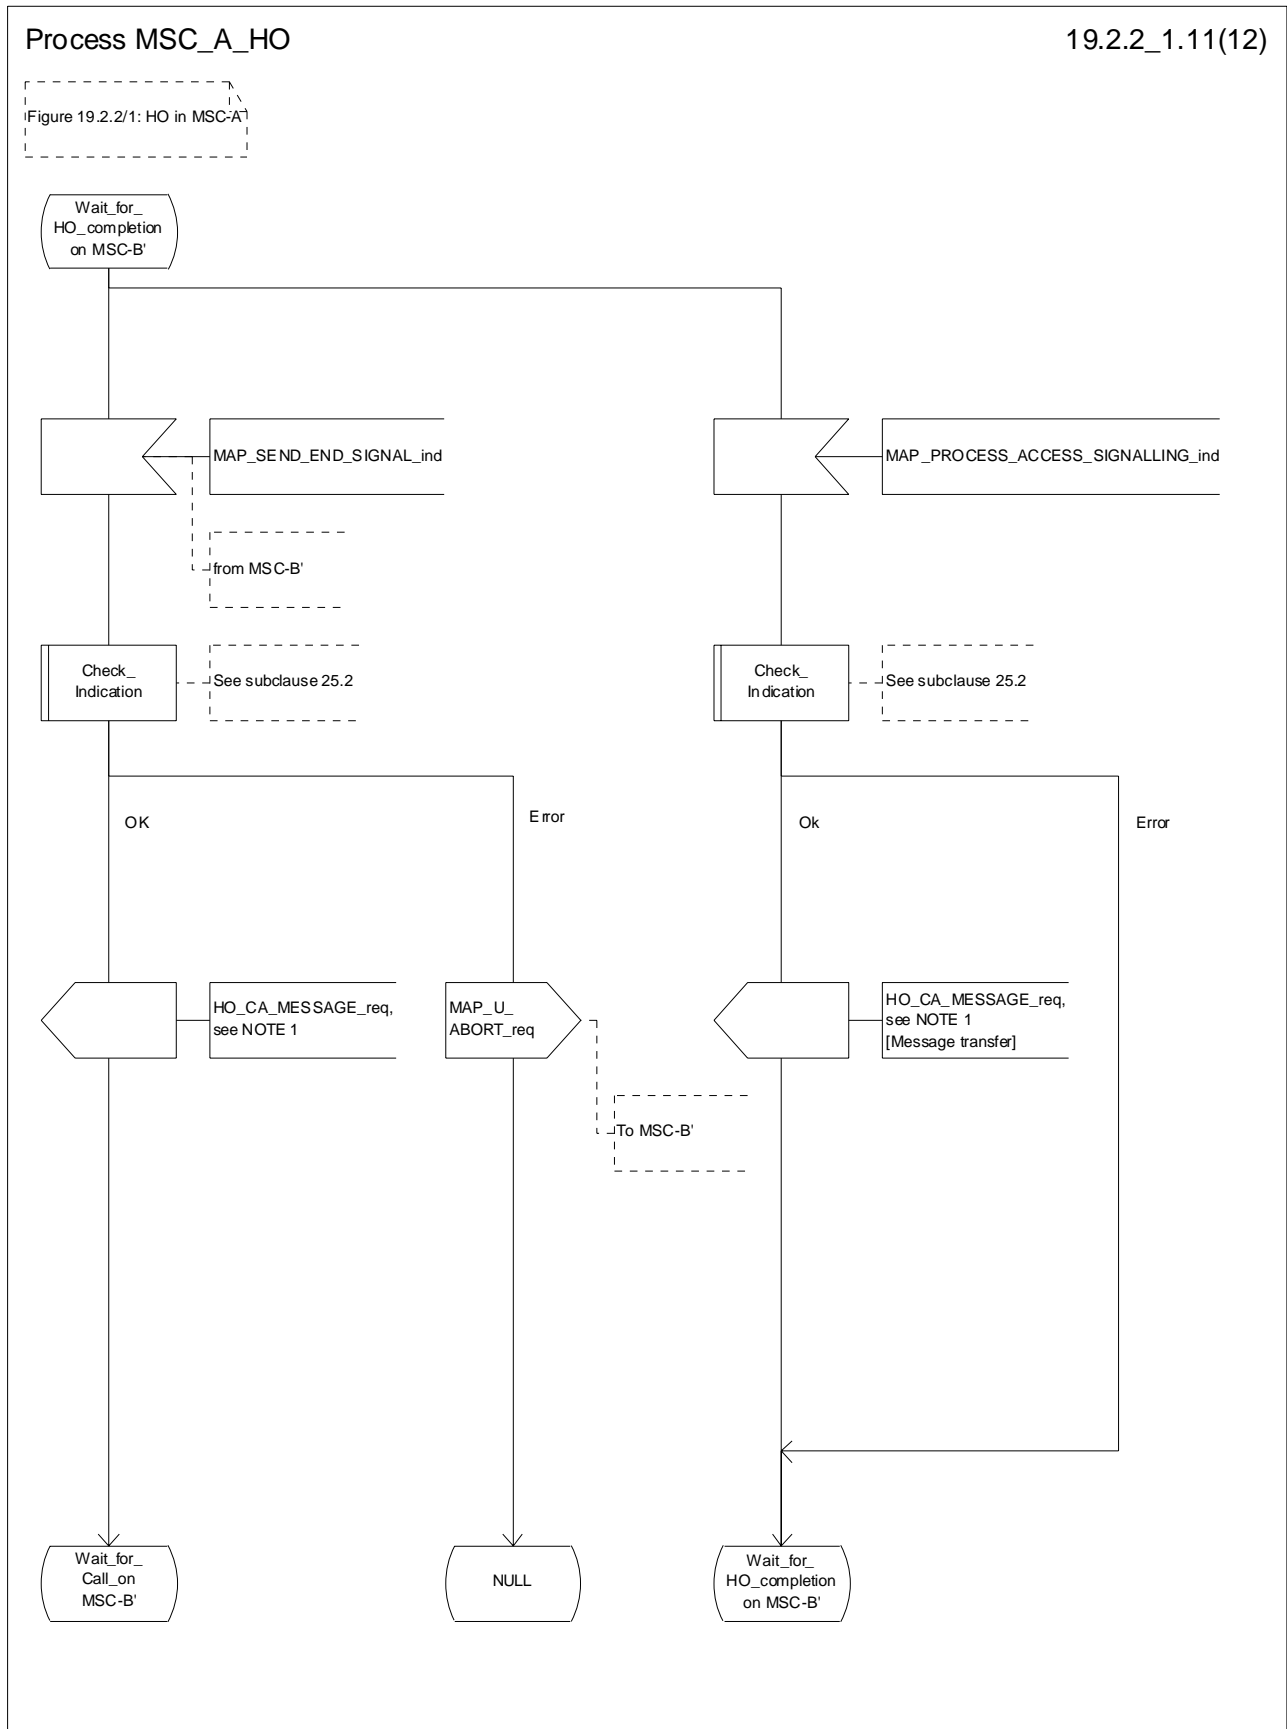 Process MSC_A_HO
19.2.2_1.11(12)
Figure 19.2.2/1: HO in MSC-A
Wait_for_
HO_completion
on MSC-B'
MAP_SEND_END_SIGNAL_ind
MAP_PROCESS_ACCESS_SIGNALLING_ind
from MSC-B'
Check_
Indication
See subclause 25.2
Check_
Indication
See subclause 25.2
OK
Error
Ok
Error
HO_CA_MESSAGE_req,
see NOTE 1
MAP_U_
ABORT_req
HO_CA_MESSAGE_req,
see NOTE 1
[Message transfer]
To MSC-B'
Wait_for_
Call_on
MSC-B'
NULL
Wait_for_
HO_completion
on MSC-B'